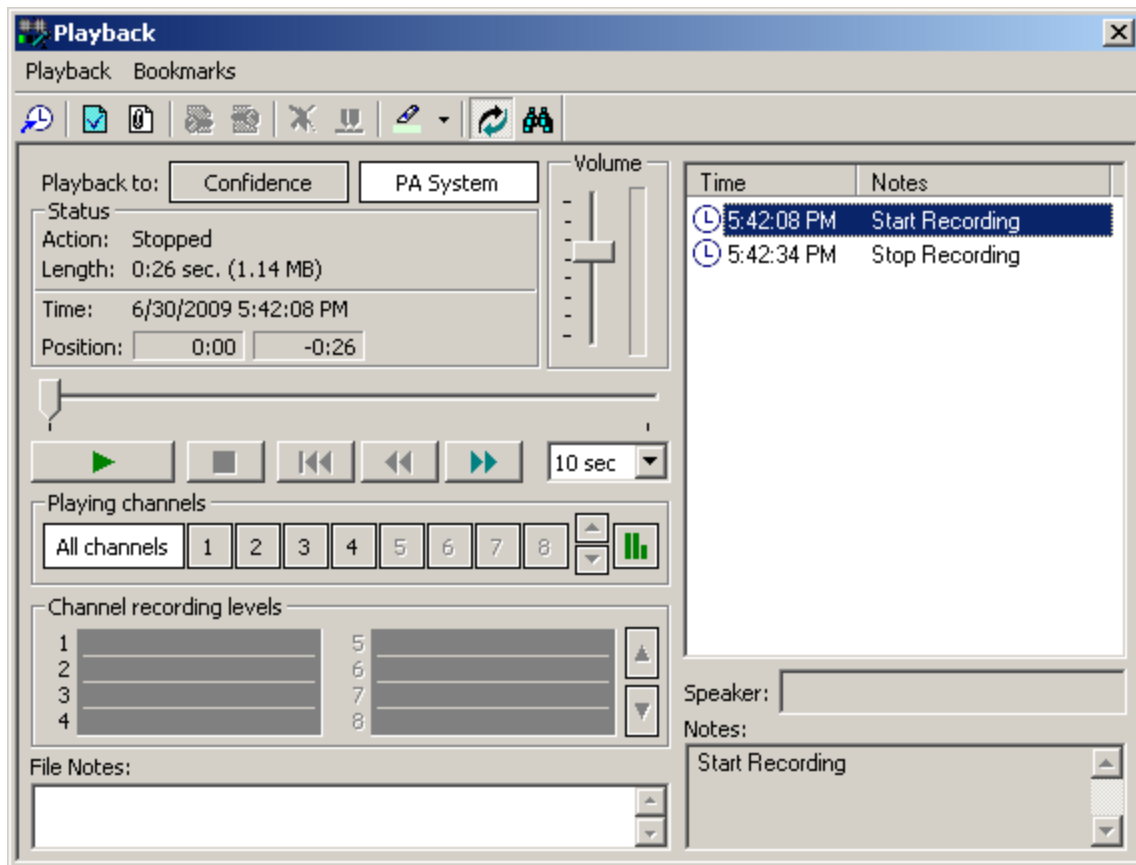 Playback
Playback Bookmarks
Playback to: Confidence PA System
Volume
Status
Action: Stopped
Length: 0:26 sec. (1.14 MB)
Time: 6/30/2009 5:42:08 PM
Position: 0:00 -0:26
10 sec
Playing channels
All channels 1 2 3 4 5 6 7 8
Channel recording levels
1 5
2 6
3 7
4 8
File Notes:
Time Notes
5:42:08 PM Start Recording
5:42:34 PM Stop Recording
Speaker:
Notes:
Start Recording